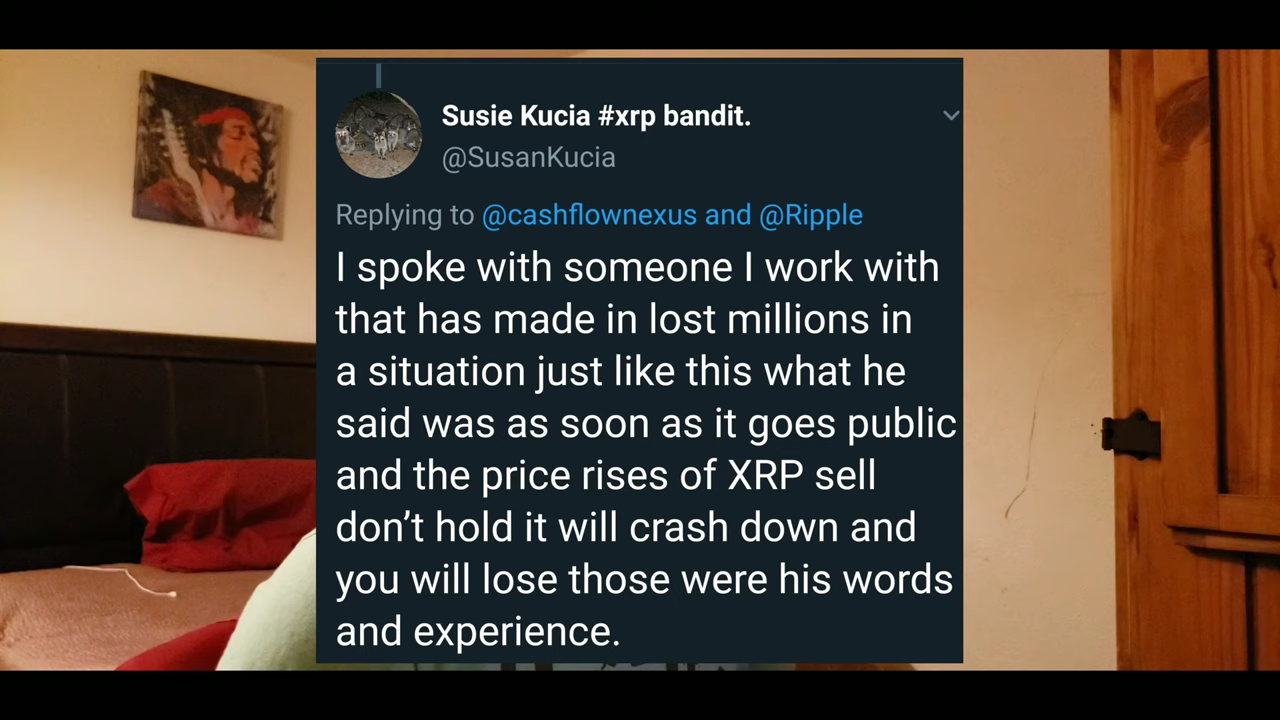 Susie Kucia #xrp bandit.
@SusanKucia
Replying to @cashflownexus and @Ripple
I spoke with someone I work with
that has made in lost millions in
a situation just like this what he
said was as soon as it goes public
and the price rises of XRP sell
don’t hold it will crash down and
you will lose those were his words
and experience.